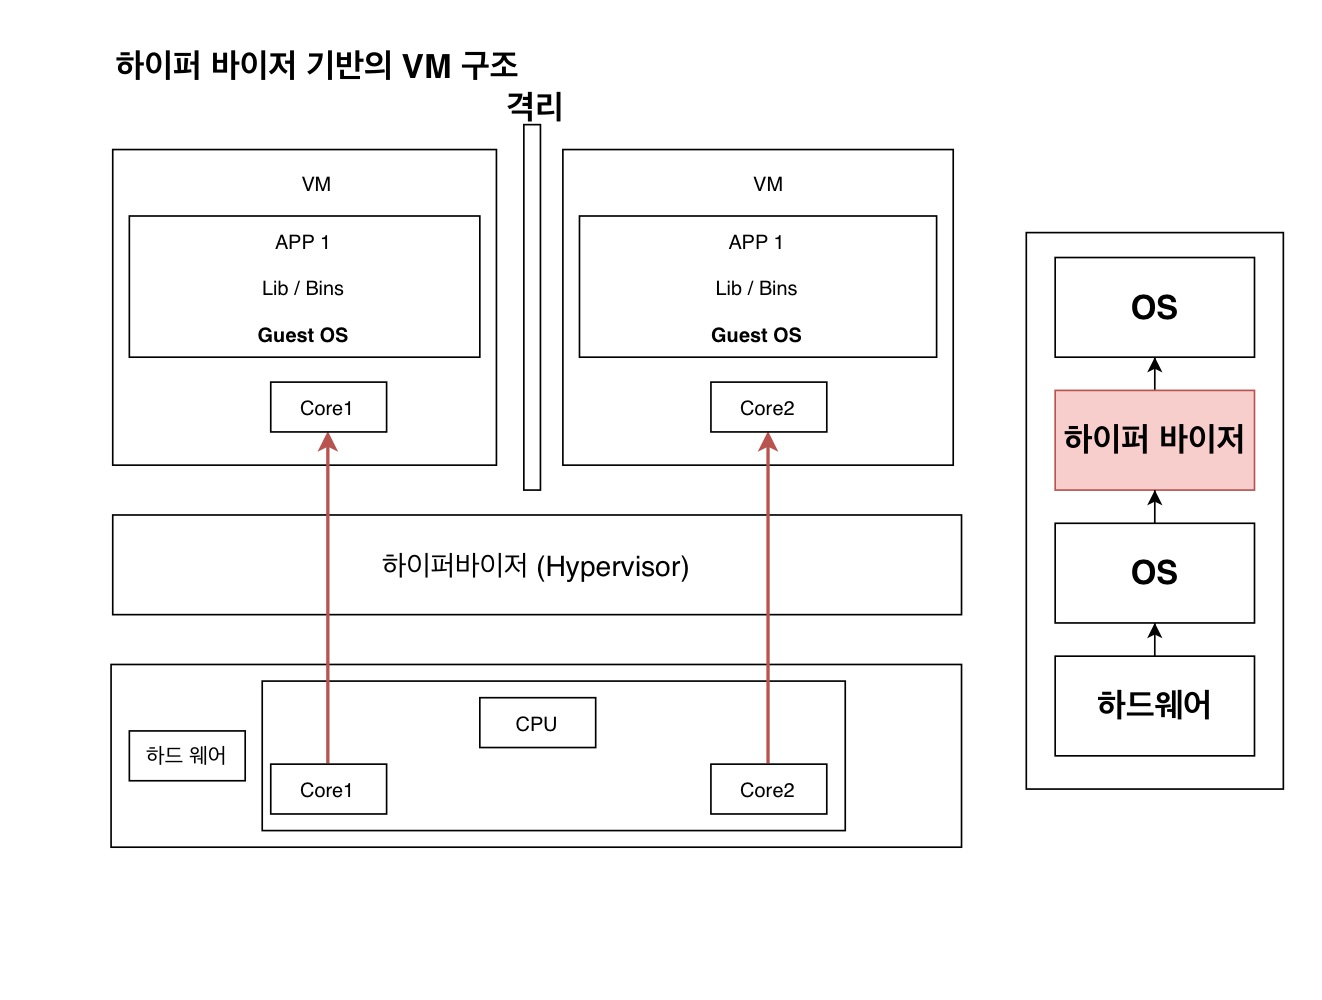 하이퍼 바이저 기반의 VM 구조
격리
VM
APP 1
Lib / Bins
Guest OS
Core1
VM
APP 1
Lib / Bins
Guest OS
Core2
하이퍼바이저 (Hypervisor)
하드 웨어
CPU
Core1
Core2
OS
하이퍼 바이저
OS
하드웨어